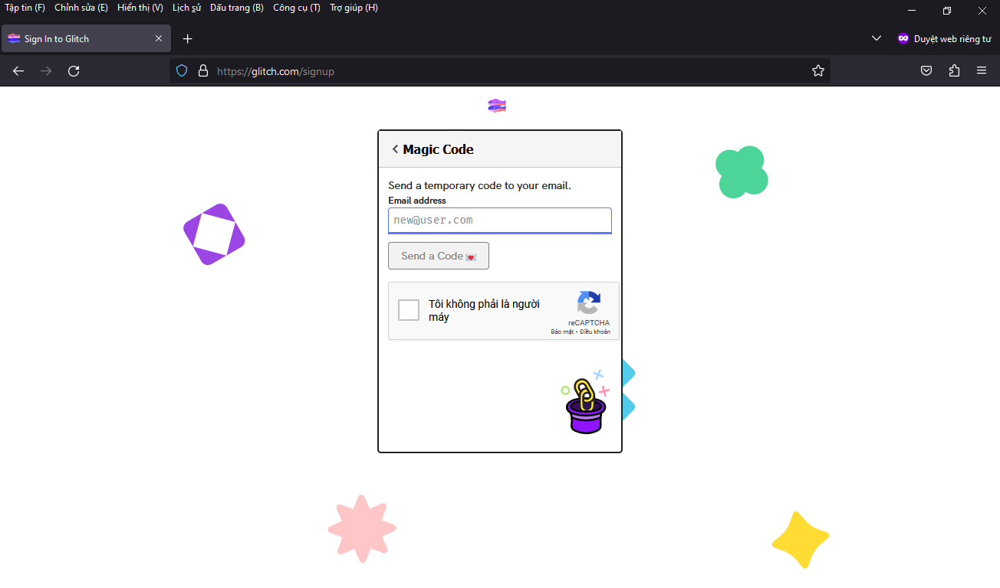 Tập tin (F) Chỉnh sửa (E) Hiển thị (V) Lịch sử Dấu trang (B) Công cụ (T) Trợ giúp (H)
Sign In to Glitch
Duyệt web riêng tư
https://glitch.com/signup
Magic Code
Send a temporary code to your email.
Email address
new@user.com
Send a Code
Tôi không phải là người
máy
reCAPTCHA
Bảo mật - Điều khoản